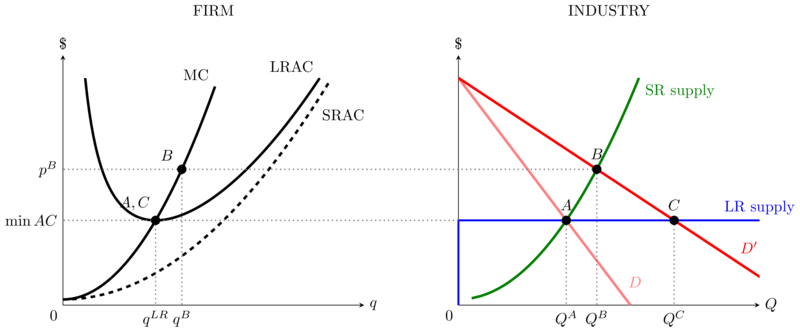 FIRM
INDUSTRY
$
$
MC
LRAC
SR supply
SRAC
B
B
p^B
A, C
A
C
LR supply
min AC
D′
D
0
q^{LR} q^B
q
0
Q^A Q^B
Q^C
Q